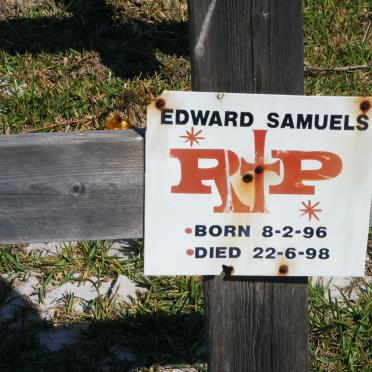 EDWARD SAMUELS
RIP
•BORN 8-2-96
•DIED 22-6-98